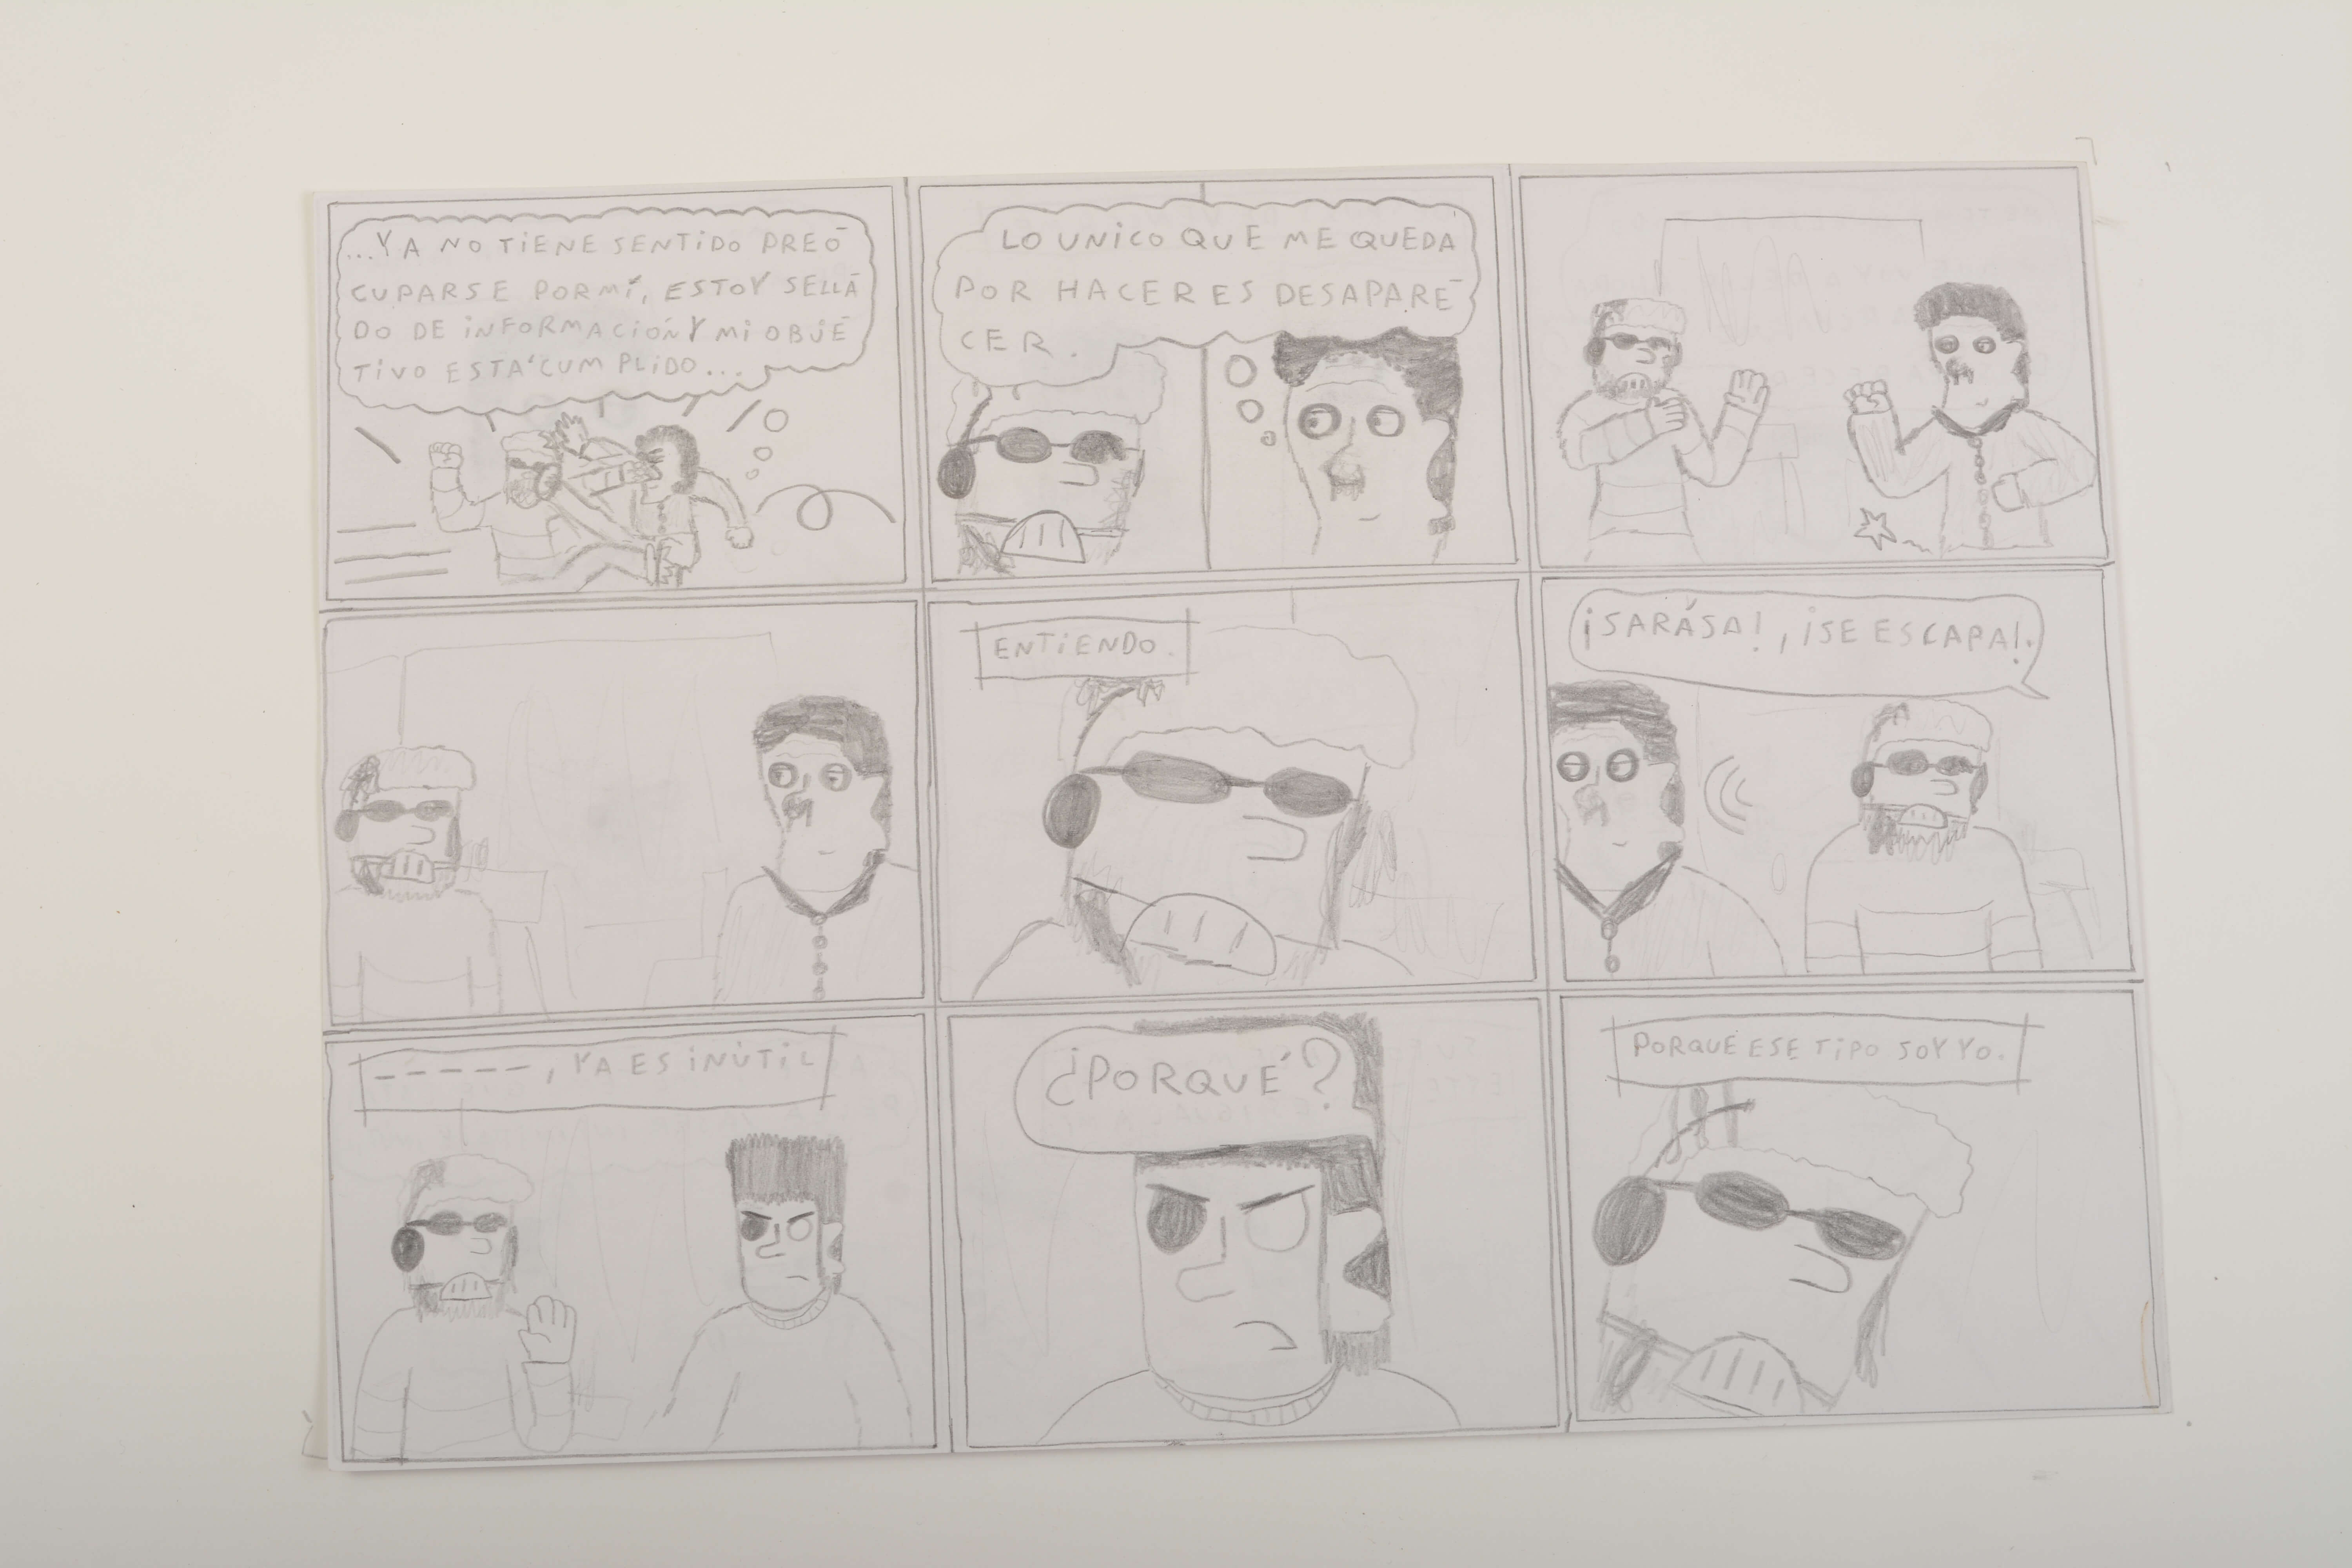 ...YA NO TIENE SENTIDO PREO-
CUPARSE POR MÍ, ESTOY SELLA-
DO DE INFORMACIÓN Y MI OBJE-
TIVO ESTÁ CUMPLIDO...
LO UNICO QUE ME QUEDA
POR HACER ES DESAPARE-
CER.
ENTIENDO.
¡SARÁSA!, ¡SE ESCAPA!.
-----, YA ES INÚTIL
¿PORQUÉ?
PORQUE ESE TIPO SOY YO.